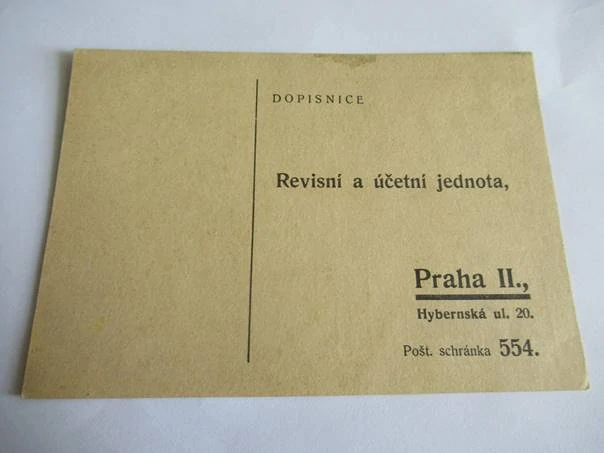 DOPISNICE
Revisní a účetní jednota,
Praha II.,
Hybernská ul. 20.
Pošt. schránka 554.